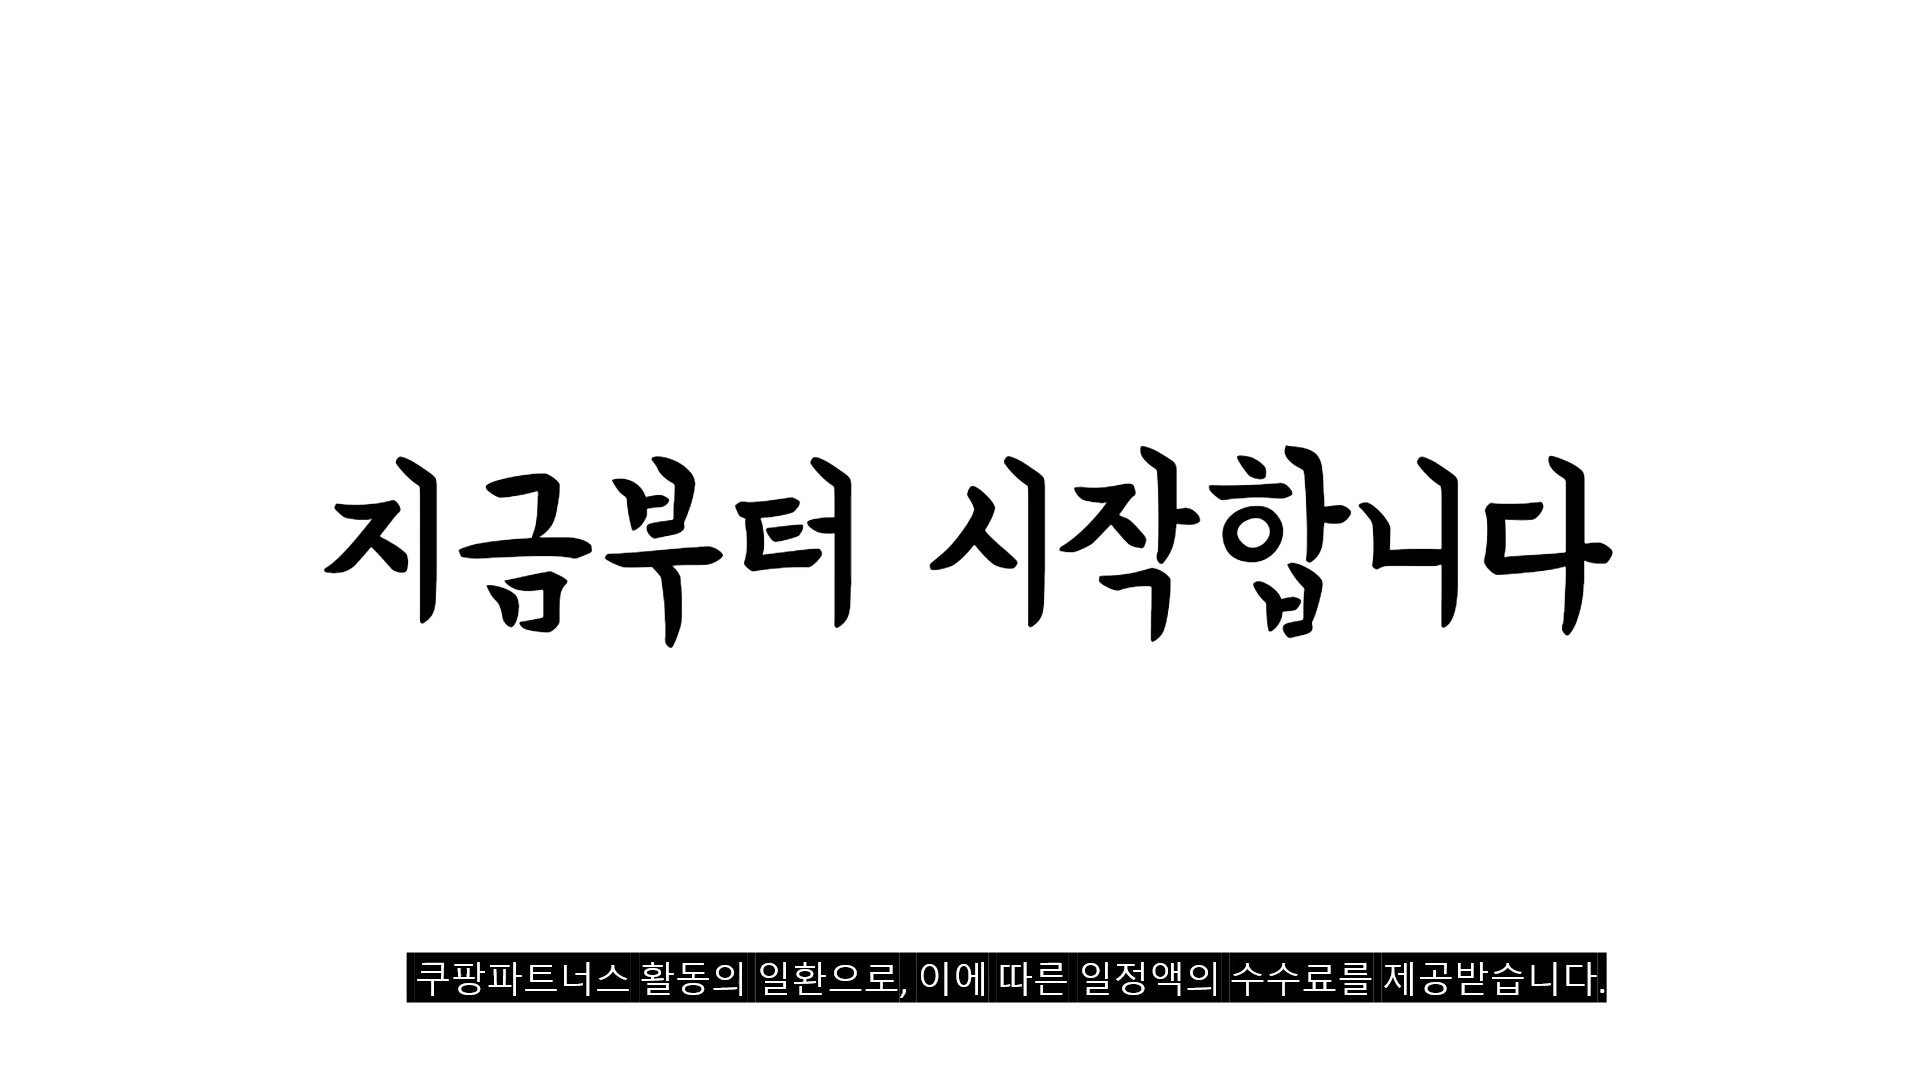 지금부터 시작합니다
쿠팡파트너스 활동의 일환으로, 이에 따른 일정액의 수수료를 제공받습니다.